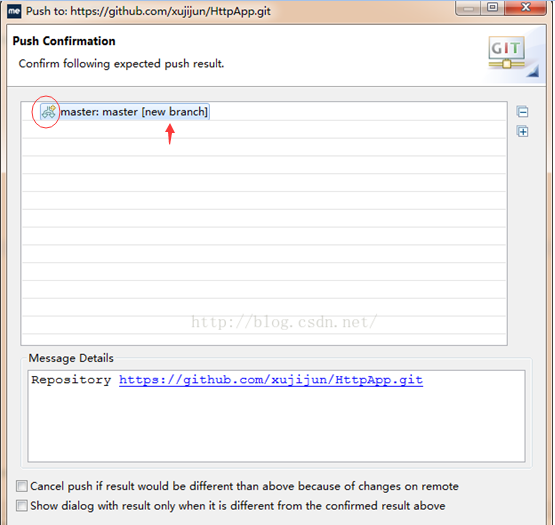 me Push to: https://github.com/xujijun/HttpApp.git
Push Confirmation
Confirm following expected push result.
GIT
master: master [new branch]
http://blog.csdn.net/
Message Details
Repository https://github.com/xujijun/HttpApp.git
Cancel push if result would be different than above because of changes on remote
Show dialog with result only when it is different from the confirmed result above